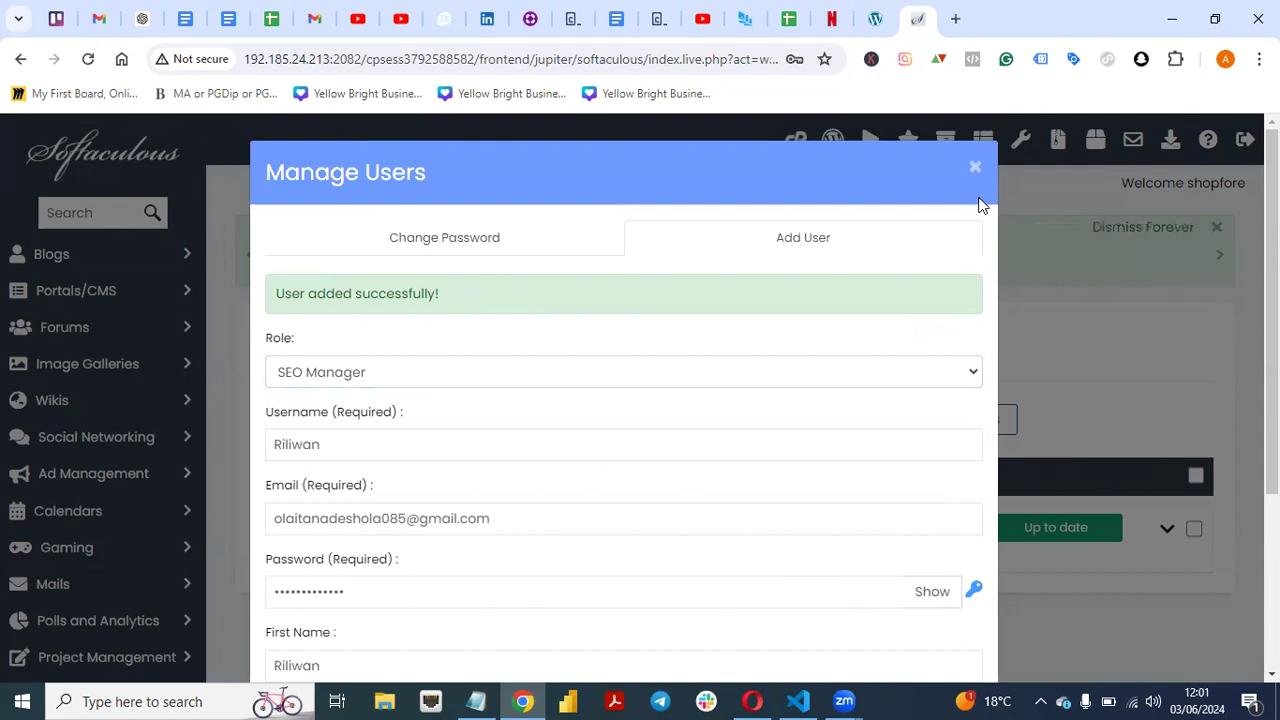 Not secure
192.185.24.213:2082/cpsess3792588582/frontend/jupiter/softaculous/index.live.php?act=w...
My First Board, Onli...
MA or PGDip or PG...
Yellow Bright Busine...
Yellow Bright Busine...
Yellow Bright Busine...
Softaculous
Search
Blogs
Portals/CMS
Forums
Image Galleries
Wikis
Social Networking
Ad Management
Calendars
Gaming
Mails
Polls and Analytics
Project Management
Welcome shopfore
Dismiss Forever
Manage Users
Change Password
Add User
User added successfully!
Role:
SEO Manager
Username (Required) :
Riliwan
Email (Required) :
olaitanadeshola085@gmail.com
Password (Required) :
•••••••••••••
Show
First Name :
Riliwan
Up to date
Type here to search
18°C
12:01
03/06/2024